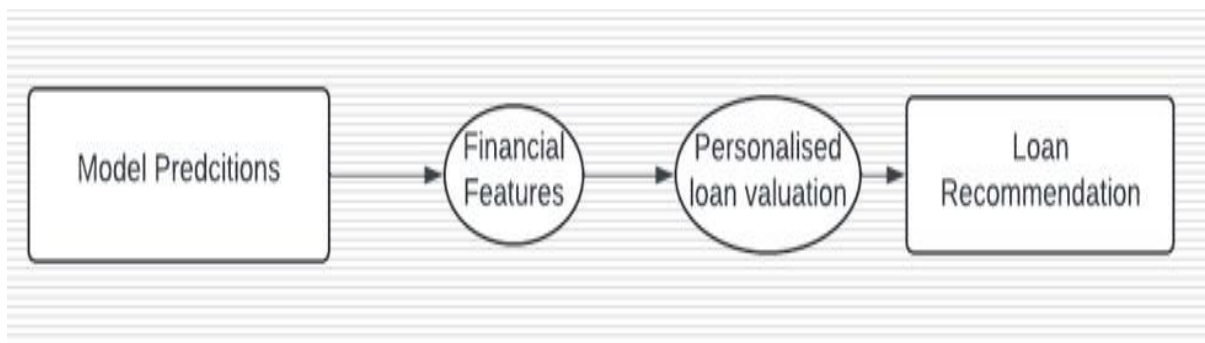 Model Predcitions
Financial
Features
Personalised
loan valuation
Loan
Recommendation